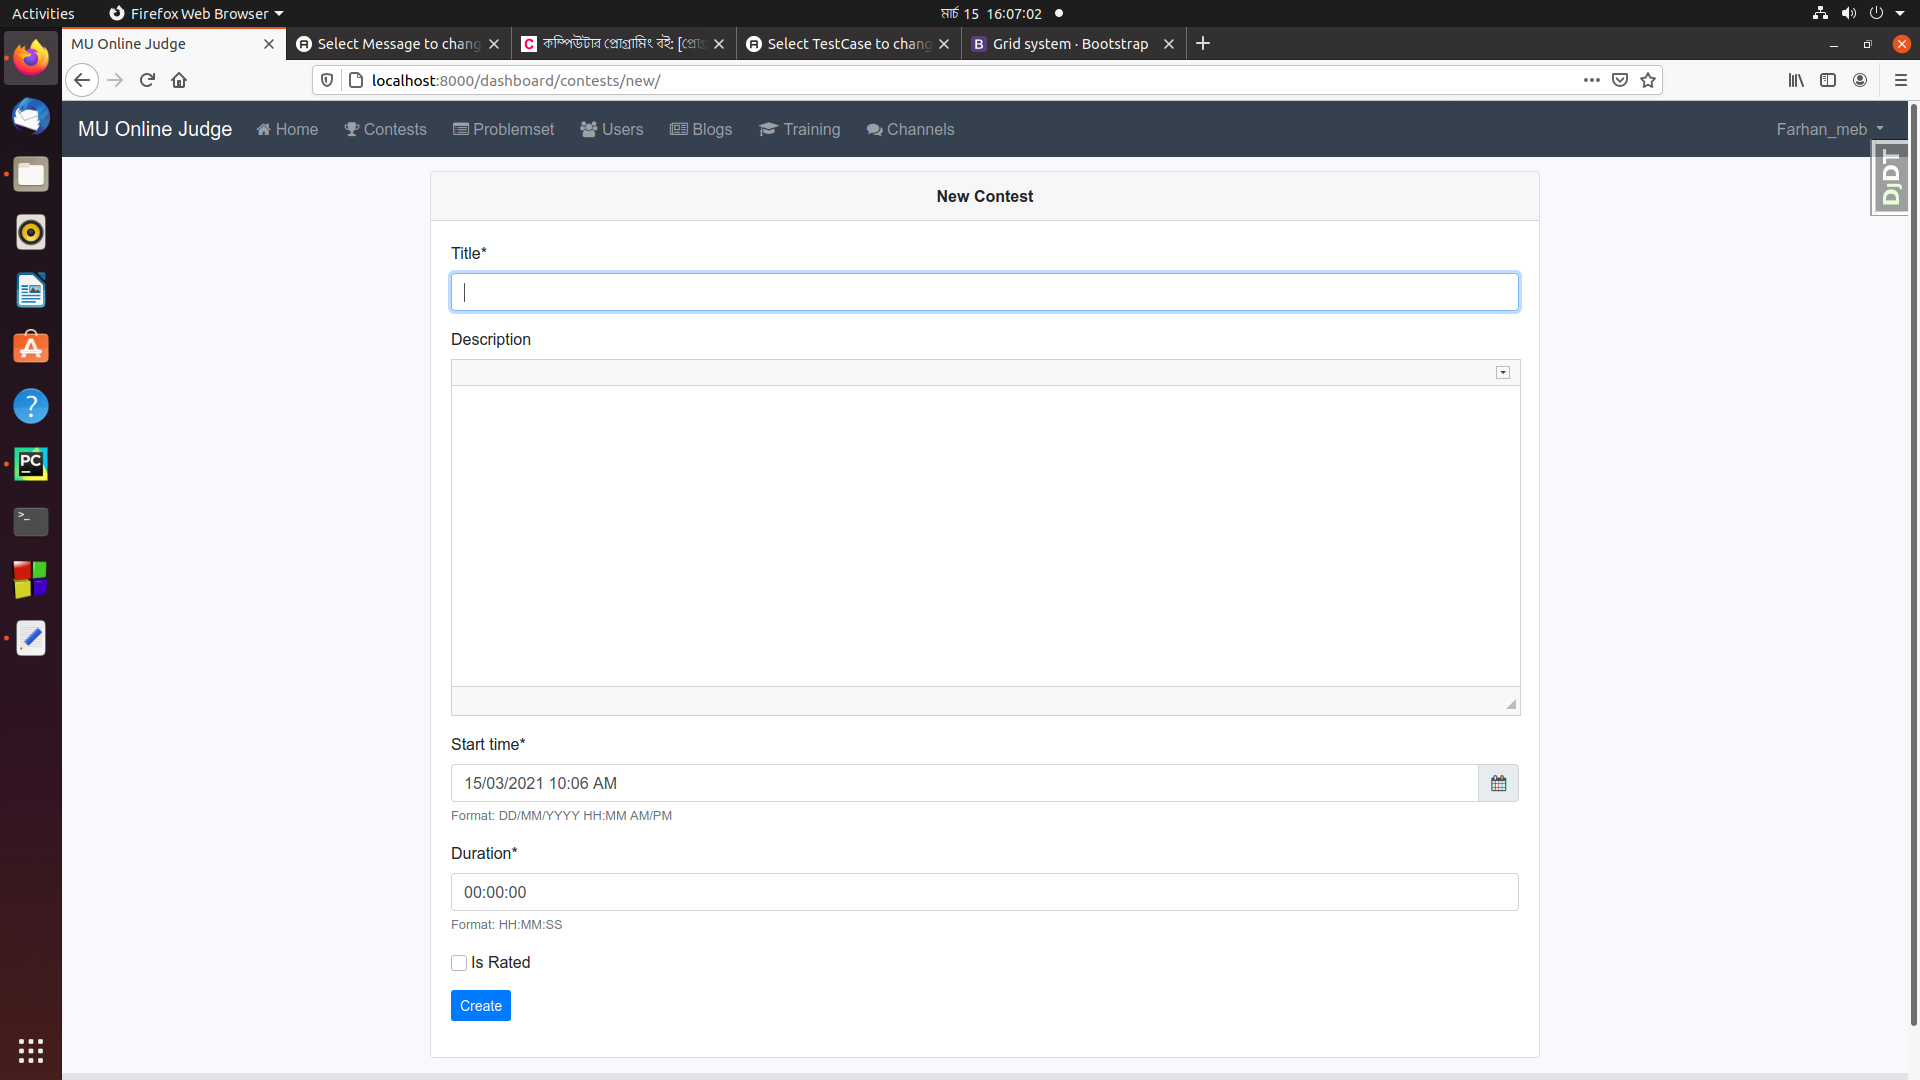 Activities Firefox Web Browser মার্চ 15 16:07:02
MU Online Judge Select Message to chang Select TestCase to chang Grid system · Bootstrap
C কম্পিউটার প্রোগ্রামিং বই: [প্রোগ্র
localhost:8000/dashboard/contests/new/
MU Online Judge Home Contests Problemset Users Blogs Training Channels Farhan_meb
DjDT
New Contest
Title*
Description
Start time*
15/03/2021 10:06 AM
Format: DD/MM/YYYY HH:MM AM/PM
Duration*
00:00:00
Format: HH:MM:SS
Is Rated
Create
PC